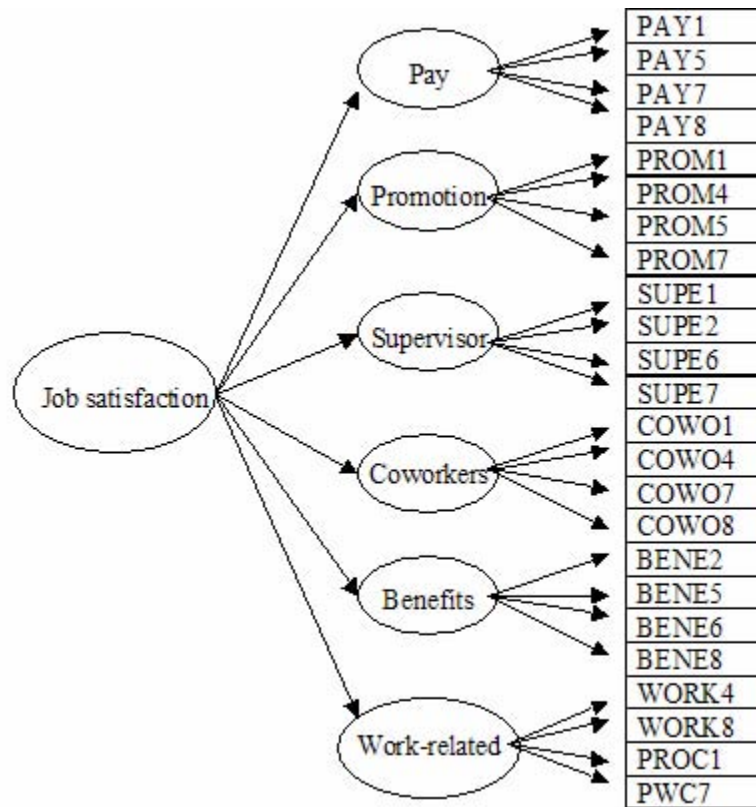 Job satisfaction
Pay
Promotion
Supervisor
Coworkers
Benefits
Work-related
PAY1
PAY5
PAY7
PAY8
PROM1
PROM4
PROM5
PROM7
SUPE1
SUPE2
SUPE6
SUPE7
COWO1
COWO4
COWO7
COWO8
BENE2
BENE5
BENE6
BENE8
WORK4
WORK8
PROC1
PWC7